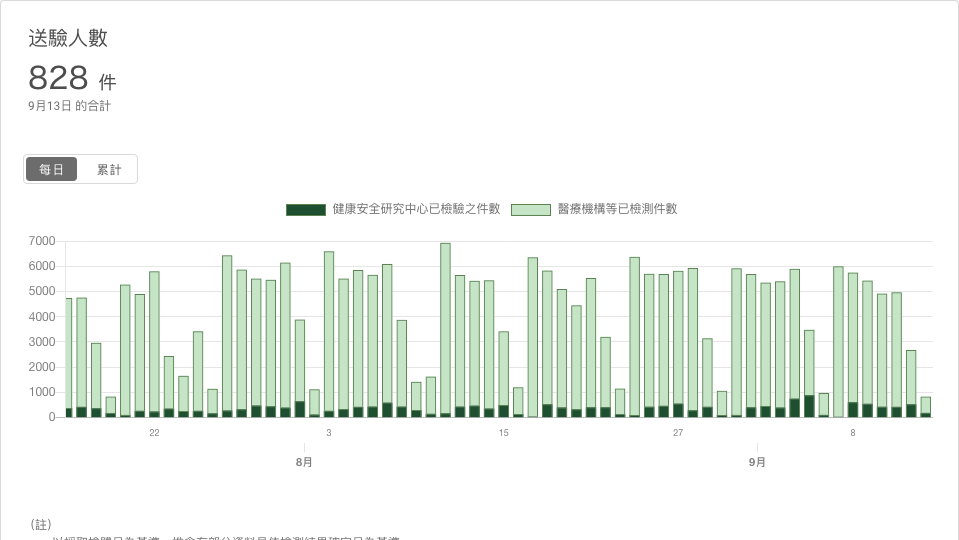 送驗人數
828 件
9月13日 的合計
每日 累計
健康安全研究中心已檢驗之件數 醫療機構等已檢測件數
7000
6000
5000
4000
3000
2000
1000
0
22 3 15 27 8
8月 9月
(註)